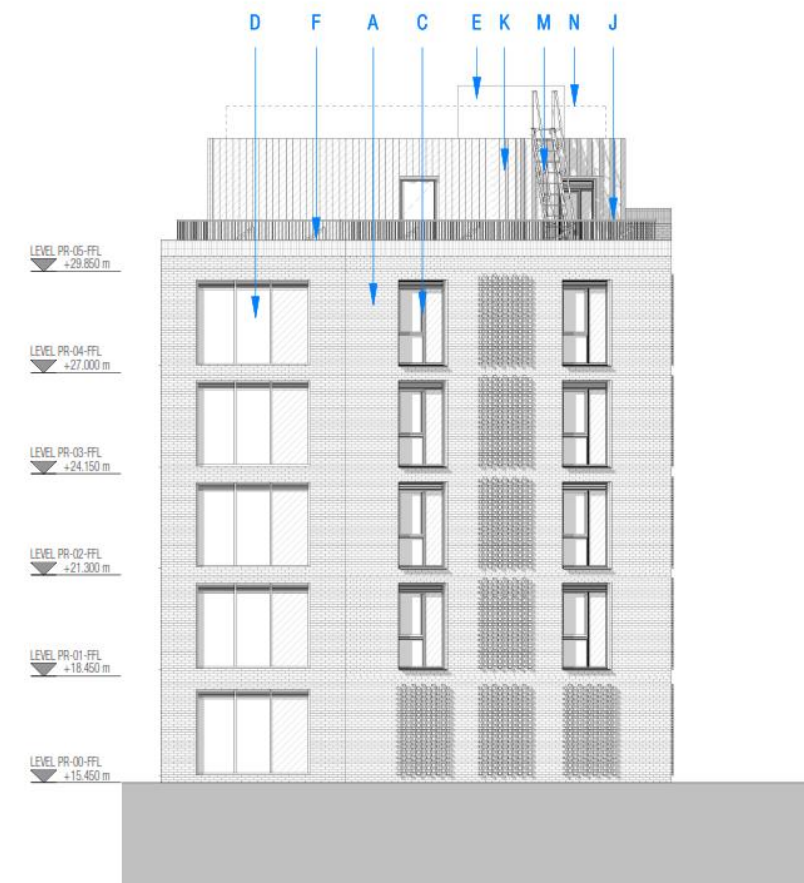 D F A C E K M N J
LEVEL PR-05-FFL
+29.850 m
LEVEL PR-04-FFL
+27.000 m
LEVEL PR-03-FFL
+24.150 m
LEVEL PR-02-FFL
+21.300 m
LEVEL PR-01-FFL
+18.450 m
LEVEL PR-00-FFL
+15.450 m